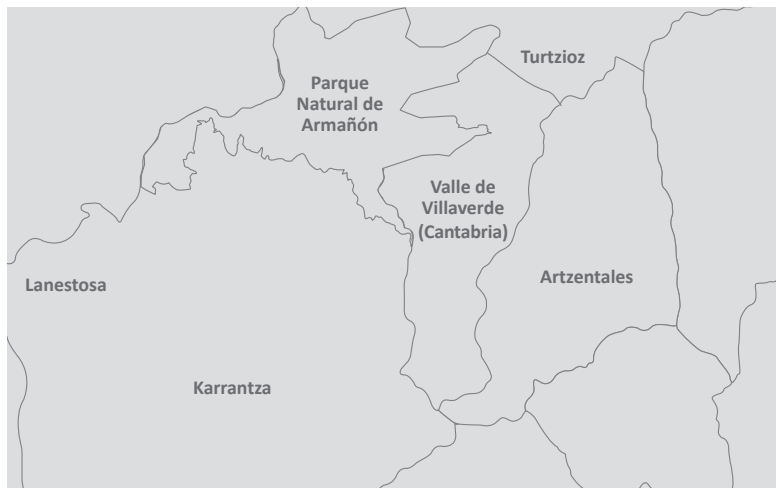 Turtzioz
Parque
Natural de
Armañón
Valle de
Villaverde
(Cantabria)
Lanestosa
Artzentales
Karrantza